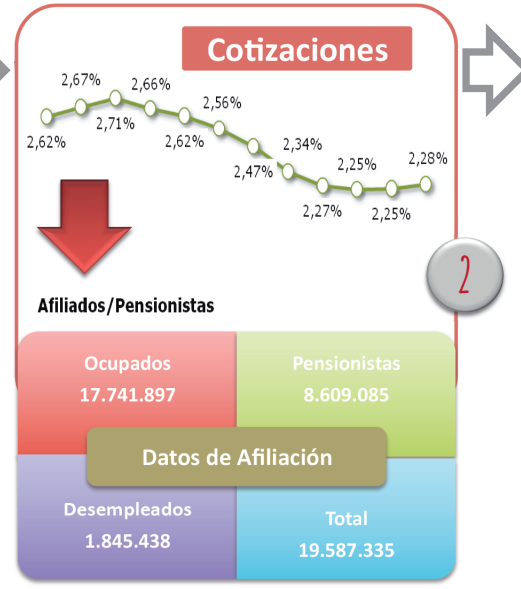 Cotizaciones
2,62%
2,67%
2,71%
2,66%
2,62%
2,56%
2,47%
2,34%
2,27%
2,25%
2,25%
2,28%
2
Afiliados/Pensionistas
Ocupados
17.741.897
Pensionistas
8.609.085
Datos de Afiliación
Desempleados
1.845.438
Total
19.587.335